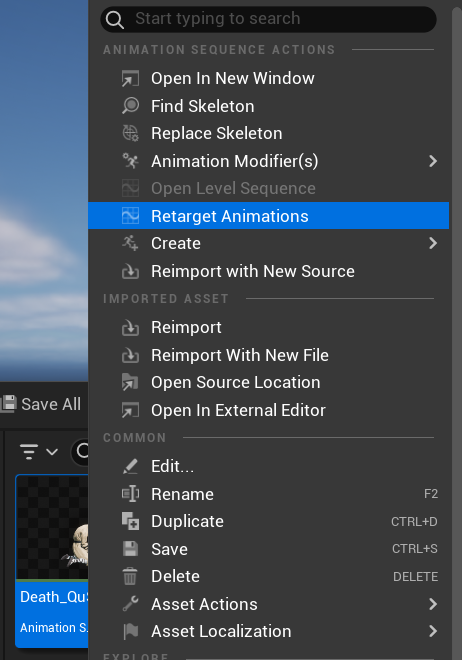 Start typing to search
ANIMATION SEQUENCE ACTIONS
Open In New Window
Find Skeleton
Replace Skeleton
Animation Modifier(s)
Open Level Sequence
Retarget Animations
Create
Reimport with New Source
IMPORTED ASSET
Reimport
Reimport With New File
Open Source Location
Open In External Editor
Save All
COMMON
Edit...
Rename F2
Duplicate CTRL+D
Save CTRL+S
Delete DELETE
Death_Qu
Asset Actions
Animation S
Asset Localization
EXPLORE